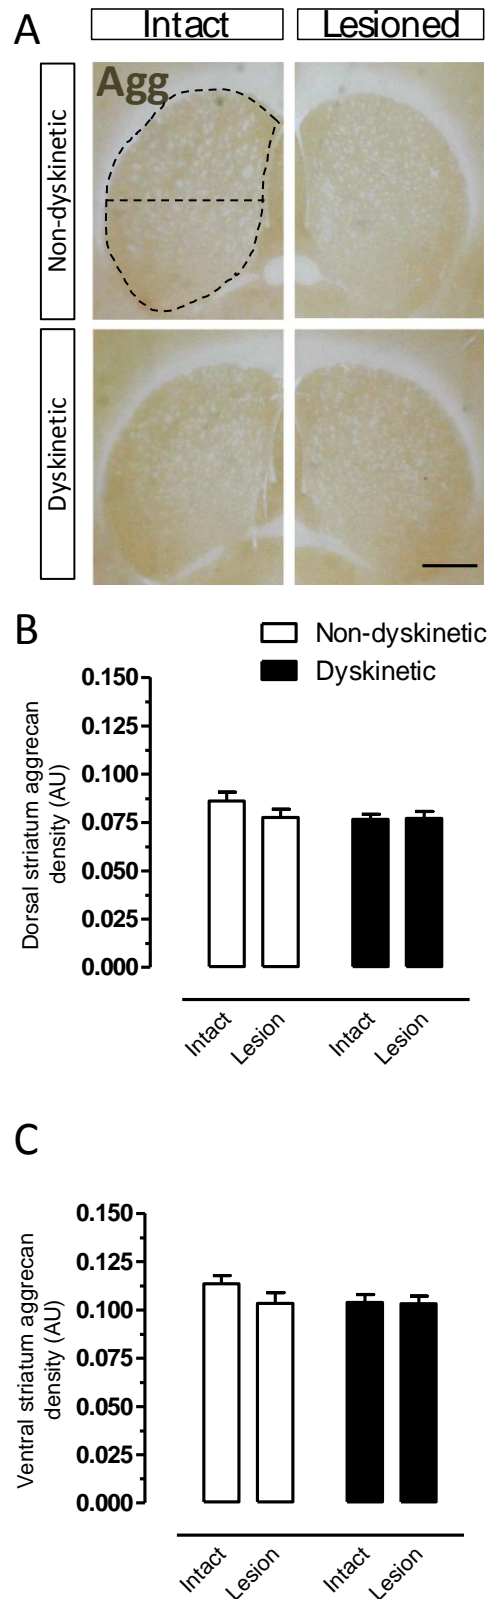 A
Intact
Lesioned
Agg
Non-dyskinetic
Dyskinetic
B
Non-dyskinetic
Dyskinetic
Dorsal striatum aggrecan
density (AU)
0.150
0.125
0.100
0.075
0.050
0.025
0.000
Intact
Lesion
Intact
Lesion
C
Ventral striatum aggrecan
density (AU)
0.150
0.125
0.100
0.075
0.050
0.025
0.000
Intact
Lesion
Intact
Lesion